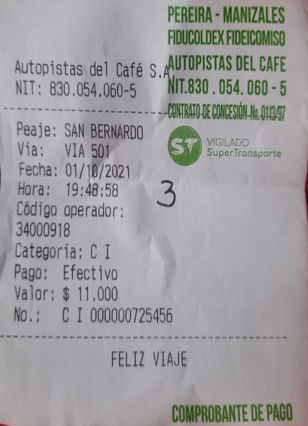 PEREIRA - MANIZALES
FIDUCOLDEX FIDEICOMISO
AUTOPISTAS DEL CAFE
NIT.830.054.060-5
CONTRATO DE CONCESIÓN-No. 0113/97
ST VIGILADO
SuperTransporte
Autopistas del Café S.A
NIT: 830.054.060-5
Peaje: SAN BERNARDO
Via: VIA 501
Fecha: 01/10/2021
Hora: 19:48:58
3
Código operador:
34000918
Categoria: C I
Pago: Efectivo
Valor: $ 11.000
No.: C I 000000725456
FELIZ VIAJE
COMPROBANTE DE PAGO